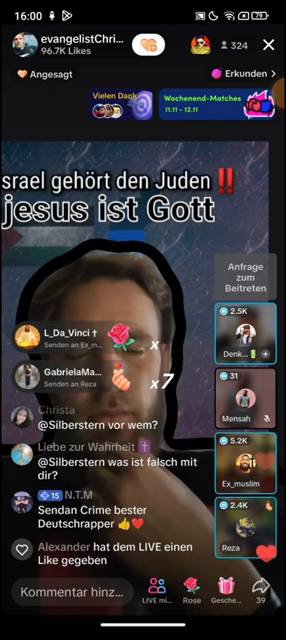 16:00
79
evangelistChri...
96.7K Likes
324
Angesagt
Erkunden >
Vielen Dank
Wochenend-Matches
11.11 - 12.11
srael gehört den Juden‼️
jesus ist Gott
Anfrage
zum
Beitreten
2.5K
Denk...
L_Da_Vinci ✝
Senden an Ex_m...
x
GabrielaMa...
Senden an Reza
x7
31
Mensah
Christa
@Silberstern vor wem?
5.2K
Ex_muslim
Liebe zur Wahrheit ✝️
@Silberstern was ist falsch mit
dir?
2.4K
Reza
15 N.T.M
Sendan Crime bester
Deutschrapper 👍❤️
Alexander hat dem LIVE einen
Like gegeben
Kommentar hinz...
LIVE mi...
Rose
Gesche...
39